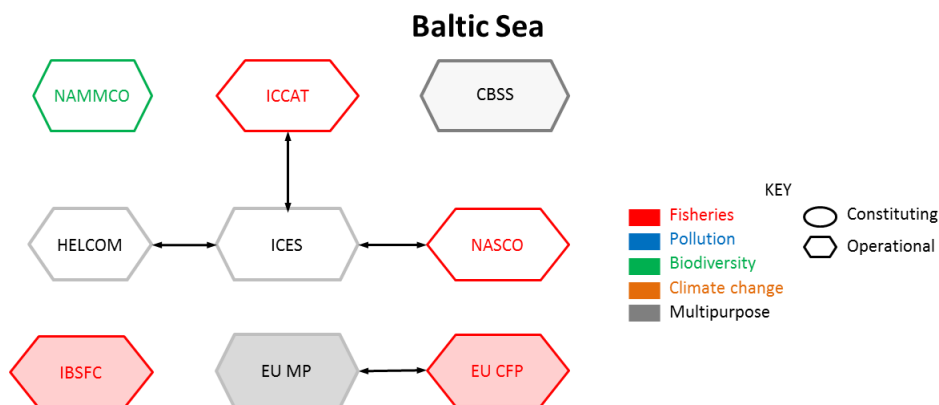 Baltic Sea
NAMMCO
ICCAT
CBSS
HELCOM
ICES
NASCO
IBSFC
EU MP
EU CFP
KEY
Fisheries
Pollution
Biodiversity
Climate change
Multipurpose
Constituting
Operational